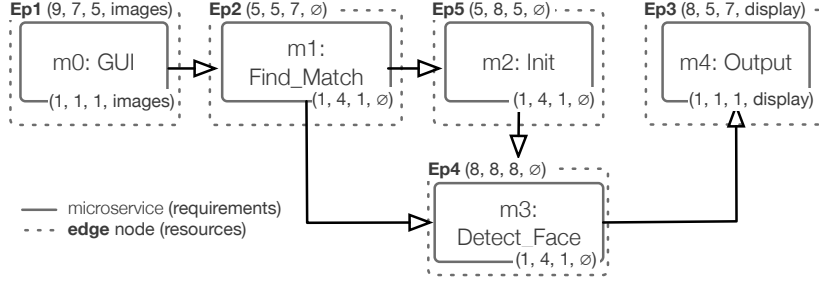 Ep1 (9, 7, 5, images)
m0: GUI
(1, 1, 1, images)
Ep2 (5, 5, 7, ∅)
m1:
Find_Match
(1, 4, 1, ∅)
Ep5 (5, 8, 5, ∅)
m2: Init
(1, 4, 1, ∅)
Ep3 (8, 5, 7, display)
m4: Output
(1, 1, 1, display)
Ep4 (8, 8, 8, ∅)
m3:
Detect_Face
(1, 4, 1, ∅)
microservice (requirements)
edge node (resources)